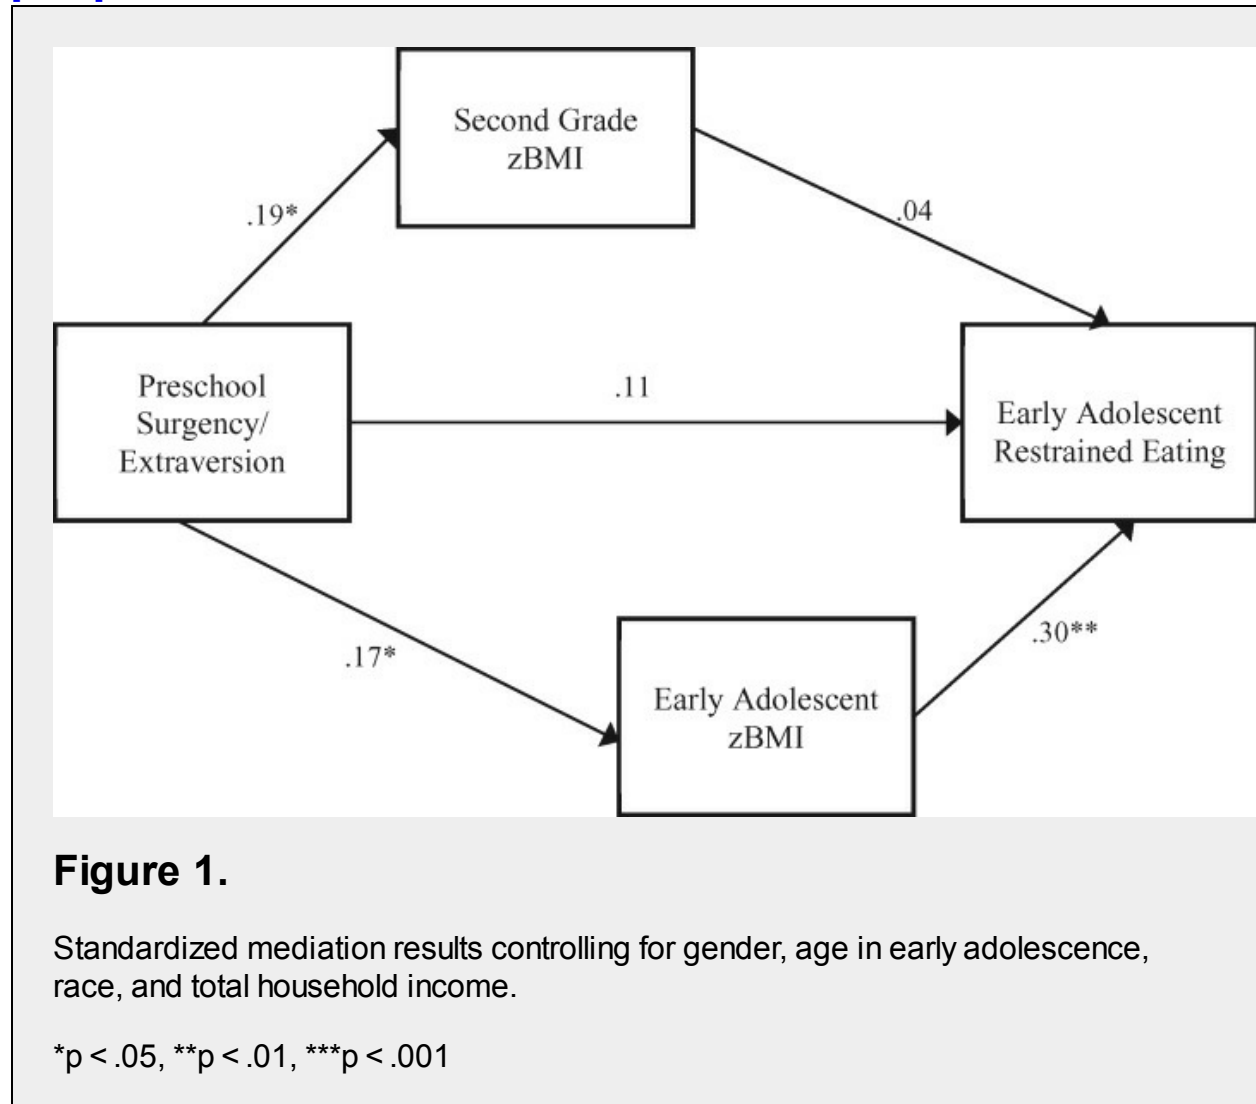 Second Grade
zBMI
.19*
.04
Preschool
Surgency/
Extraversion
.11
Early Adolescent
Restrained Eating
.17*
.30**
Early Adolescent
zBMI
Figure 1.
Standardized mediation results controlling for gender, age in early adolescence,
race, and total household income.
*p < .05, **p < .01, ***p < .001